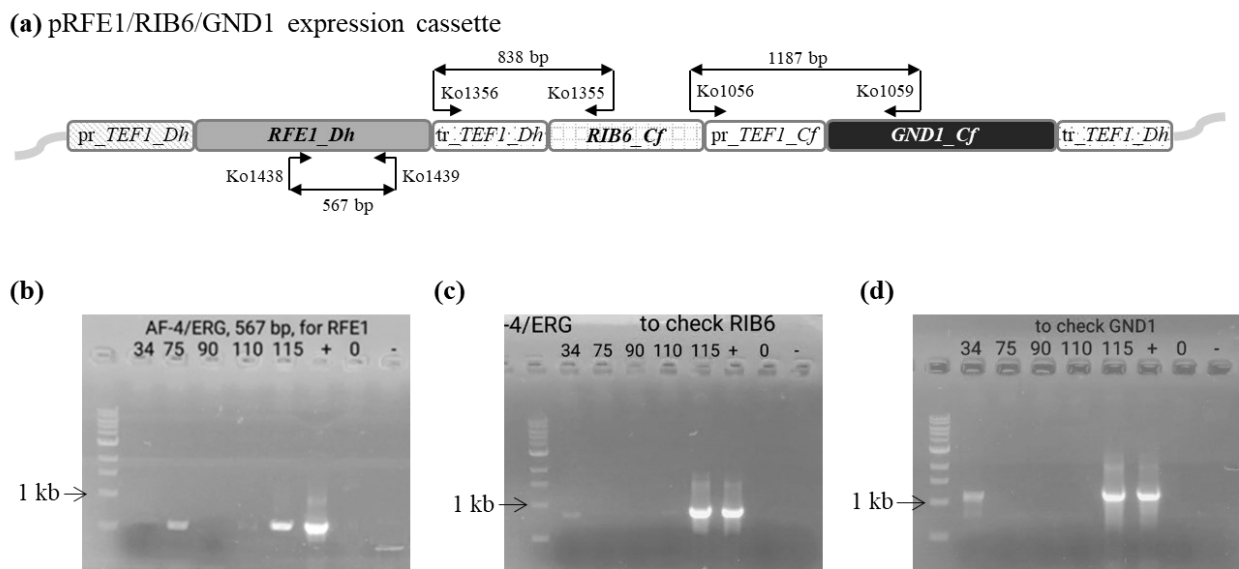 (a) pRFE1/RIB6/GND1 expression cassette
838 bp
1187 bp
Ko1356
Ko1355
Ko1056
Ko1059
pr_TEF1_Dh
RFE1_Dh
tr_TEF1_Dh
RIB6_Cf
pr_TEF1_Cf
GND1_Cf
tr_TEF1_Dh
Ko1438
Ko1439
567 bp
(b)
AF-4/ERG, 567 bp, for RFE1
34 75 90 110 115 + 0 -
1 kb
(c)
-4/ERG to check RIB6
34 75 90 110 115 + 0 -
1 kb
(d)
to check GND1
34 75 90 110 115 + 0 -
1 kb